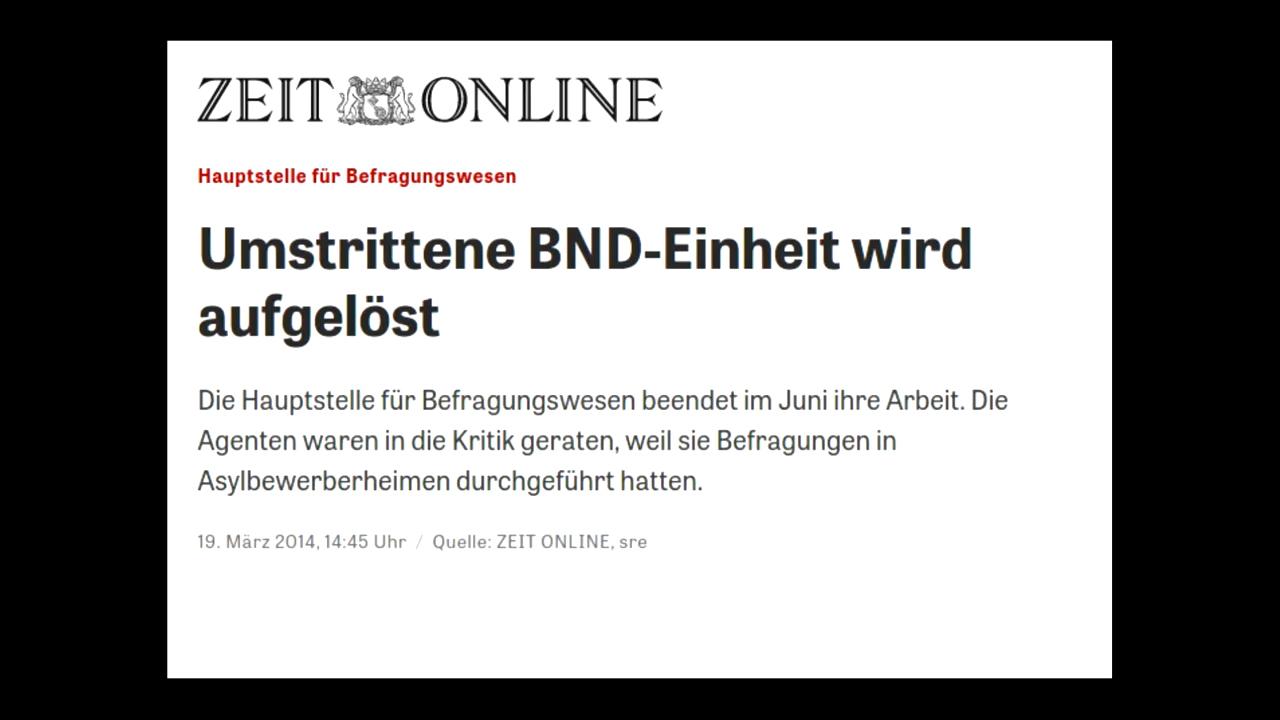 ZEIT ONLINE
Hauptstelle für Befragungswesen
Umstrittene BND-Einheit wird
aufgelöst
Die Hauptstelle für Befragungswesen beendet im Juni ihre Arbeit. Die
Agenten waren in die Kritik geraten, weil sie Befragungen in
Asylbewerberheimen durchgeführt hatten.
19. März 2014, 14:45 Uhr / Quelle: ZEIT ONLINE, sre